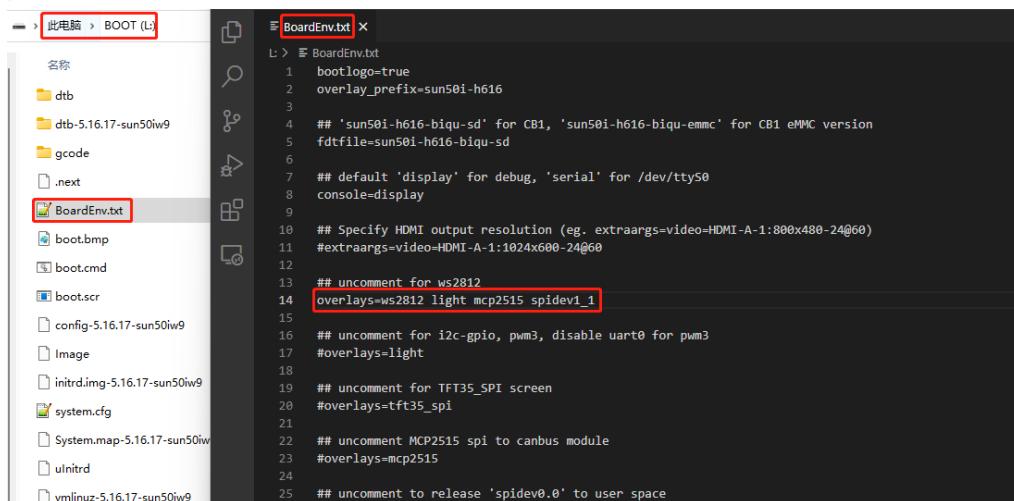 此电脑 > BOOT (L:)
名称
dtb
dtb-5.16.17-sun50iw9
gcode
.next
BoardEnv.txt
boot.bmp
boot.cmd
boot.scr
config-5.16.17-sun50iw9
Image
initrd.img-5.16.17-sun50iw9
system.cfg
System.map-5.16.17-sun50iw
uInitrd
vmlinuz-5.16.17-sun50iw9
BoardEnv.txt
L: > BoardEnv.txt
1 bootlogo=true
2 overlay_prefix=sun50i-h616
3
4 ## 'sun50i-h616-biqu-sd' for CB1, 'sun50i-h616-biqu-emmc' for CB1 eMMC version
5 fdtfile=sun50i-h616-biqu-sd
6
7 ## default 'display' for debug, 'serial' for /dev/ttyS0
8 console=display
9
10 ## Specify HDMI output resolution (eg. extraargs=video=HDMI-A-1:800x480-24@60)
11 #extraargs=video=HDMI-A-1:1024x600-24@60
12
13 ## uncomment for ws2812
14 overlays=ws2812 light mcp2515 spidev1_1
15
16 ## uncomment for i2c-gpio, pwm3, disable uart0 for pwm3
17 #overlays=light
18
19 ## uncomment for TFT35_SPI screen
20 #overlays=tft35_spi
21
22 ## uncomment MCP2515 spi to canbus module
23 #overlays=mcp2515
24
25 ## uncomment to release 'spidev0.0' to user space